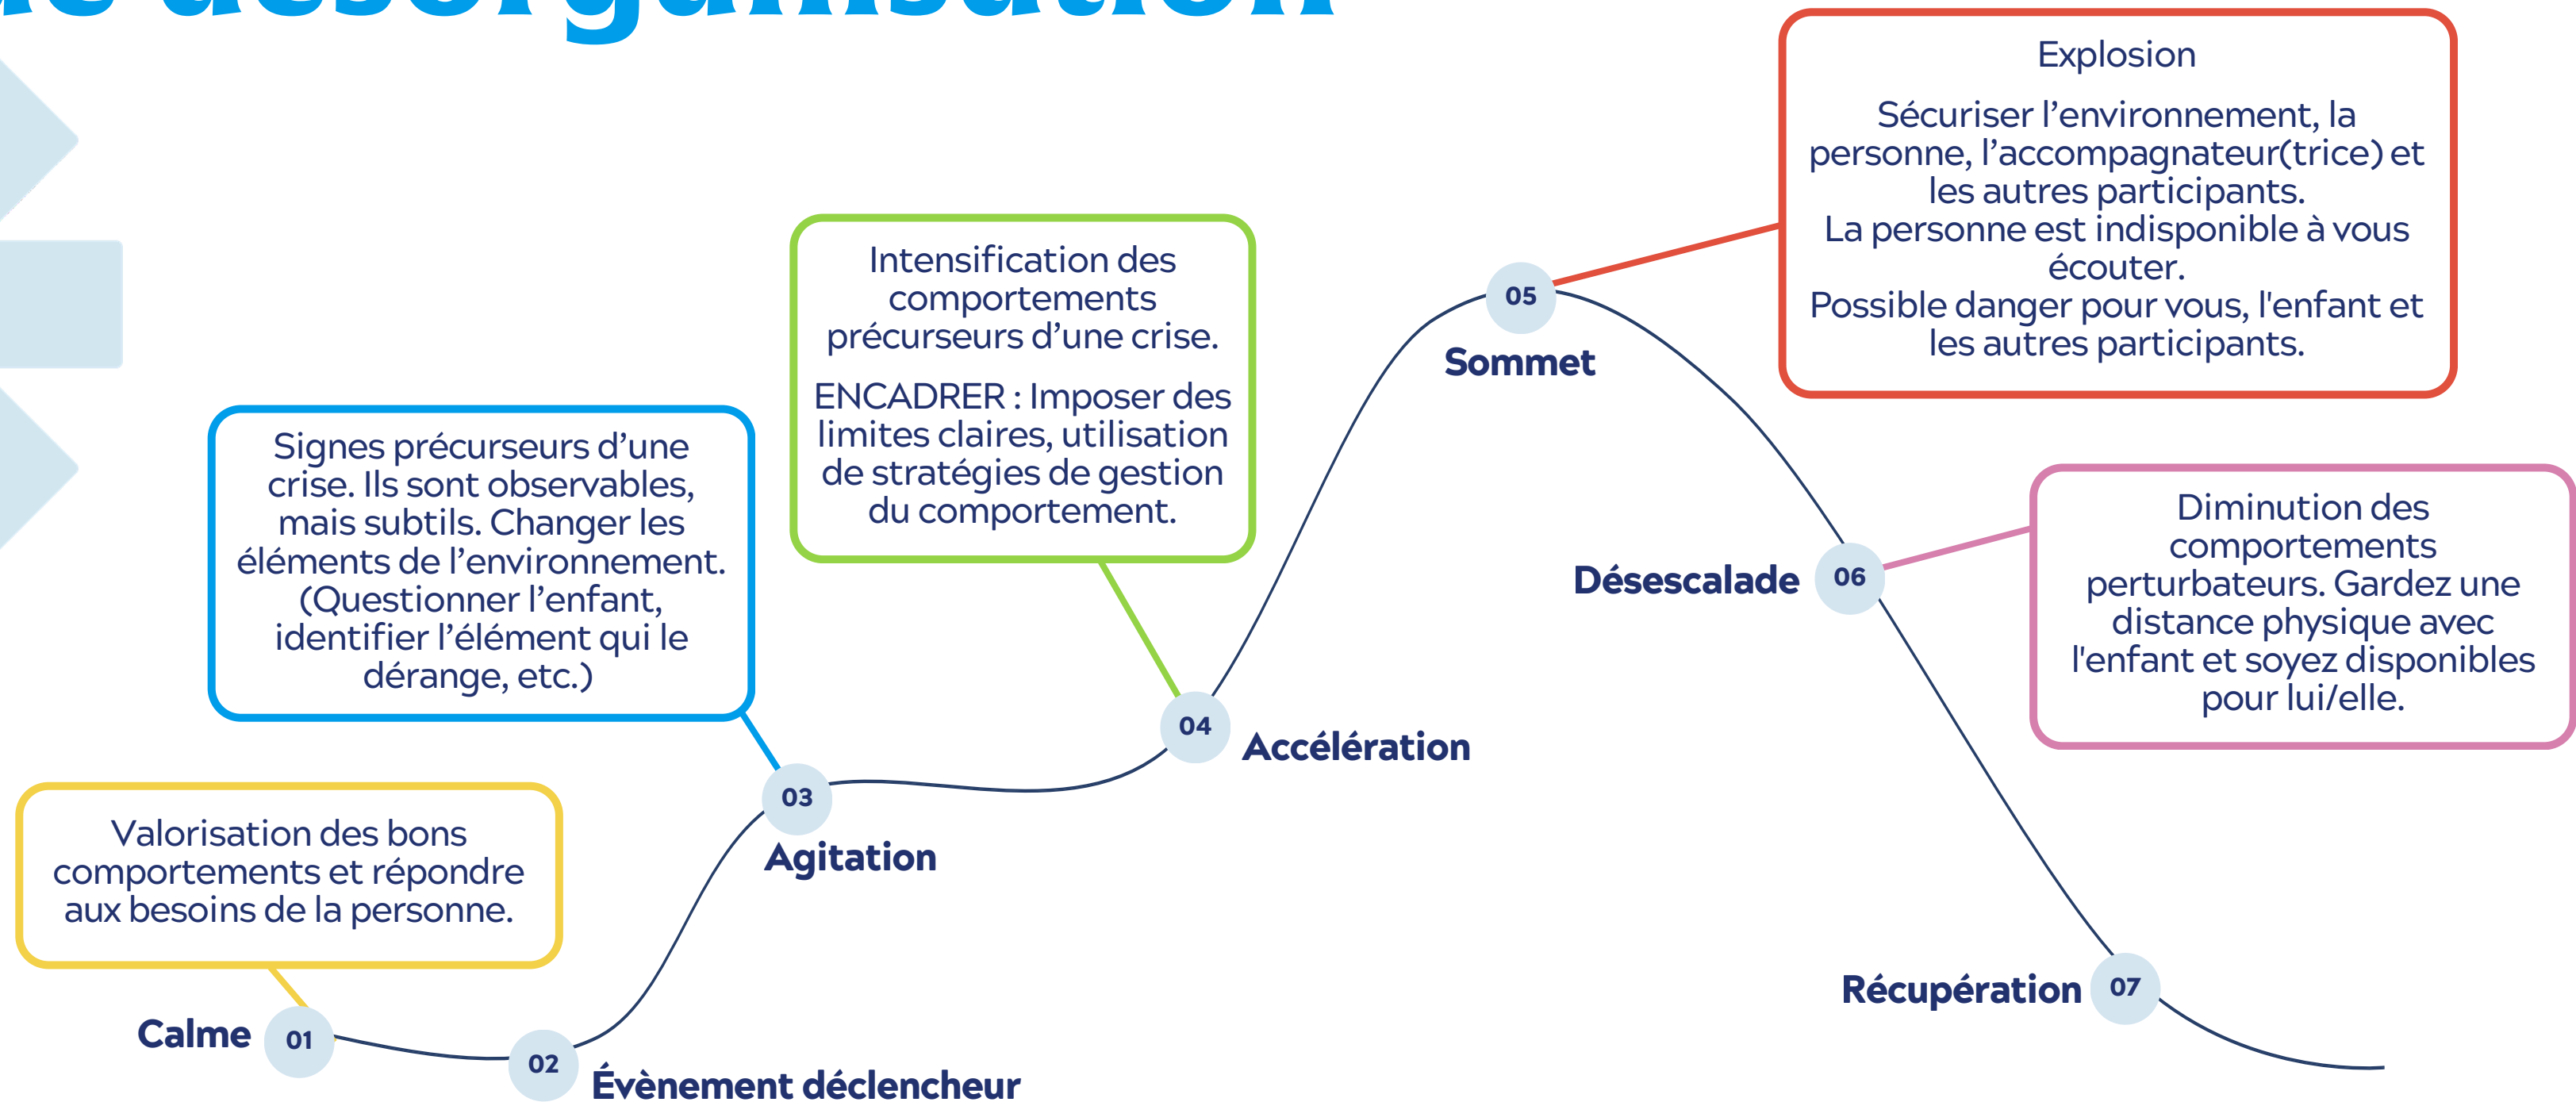 de désorganisation
Explosion
Sécuriser l’environnement, la
personne, l’accompagnateur(trice) et
les autres participants.
La personne est indisponible à vous
écouter.
Possible danger pour vous, l'enfant et
les autres participants.
Intensification des
comportements
précurseurs d’une crise.
ENCADRER : Imposer des
limites claires, utilisation
de stratégies de gestion
du comportement.
05
Sommet
Signes précurseurs d’une
crise. Ils sont observables,
mais subtils. Changer les
éléments de l’environnement.
(Questionner l’enfant,
identifier l’élément qui le
dérange, etc.)
Diminution des
comportements
perturbateurs. Gardez une
distance physique avec
l'enfant et soyez disponibles
pour lui/elle.
Désescalade
06
04
Accélération
03
Agitation
Valorisation des bons
comportements et répondre
aux besoins de la personne.
Récupération
07
Calme
01
02
Évènement déclencheur